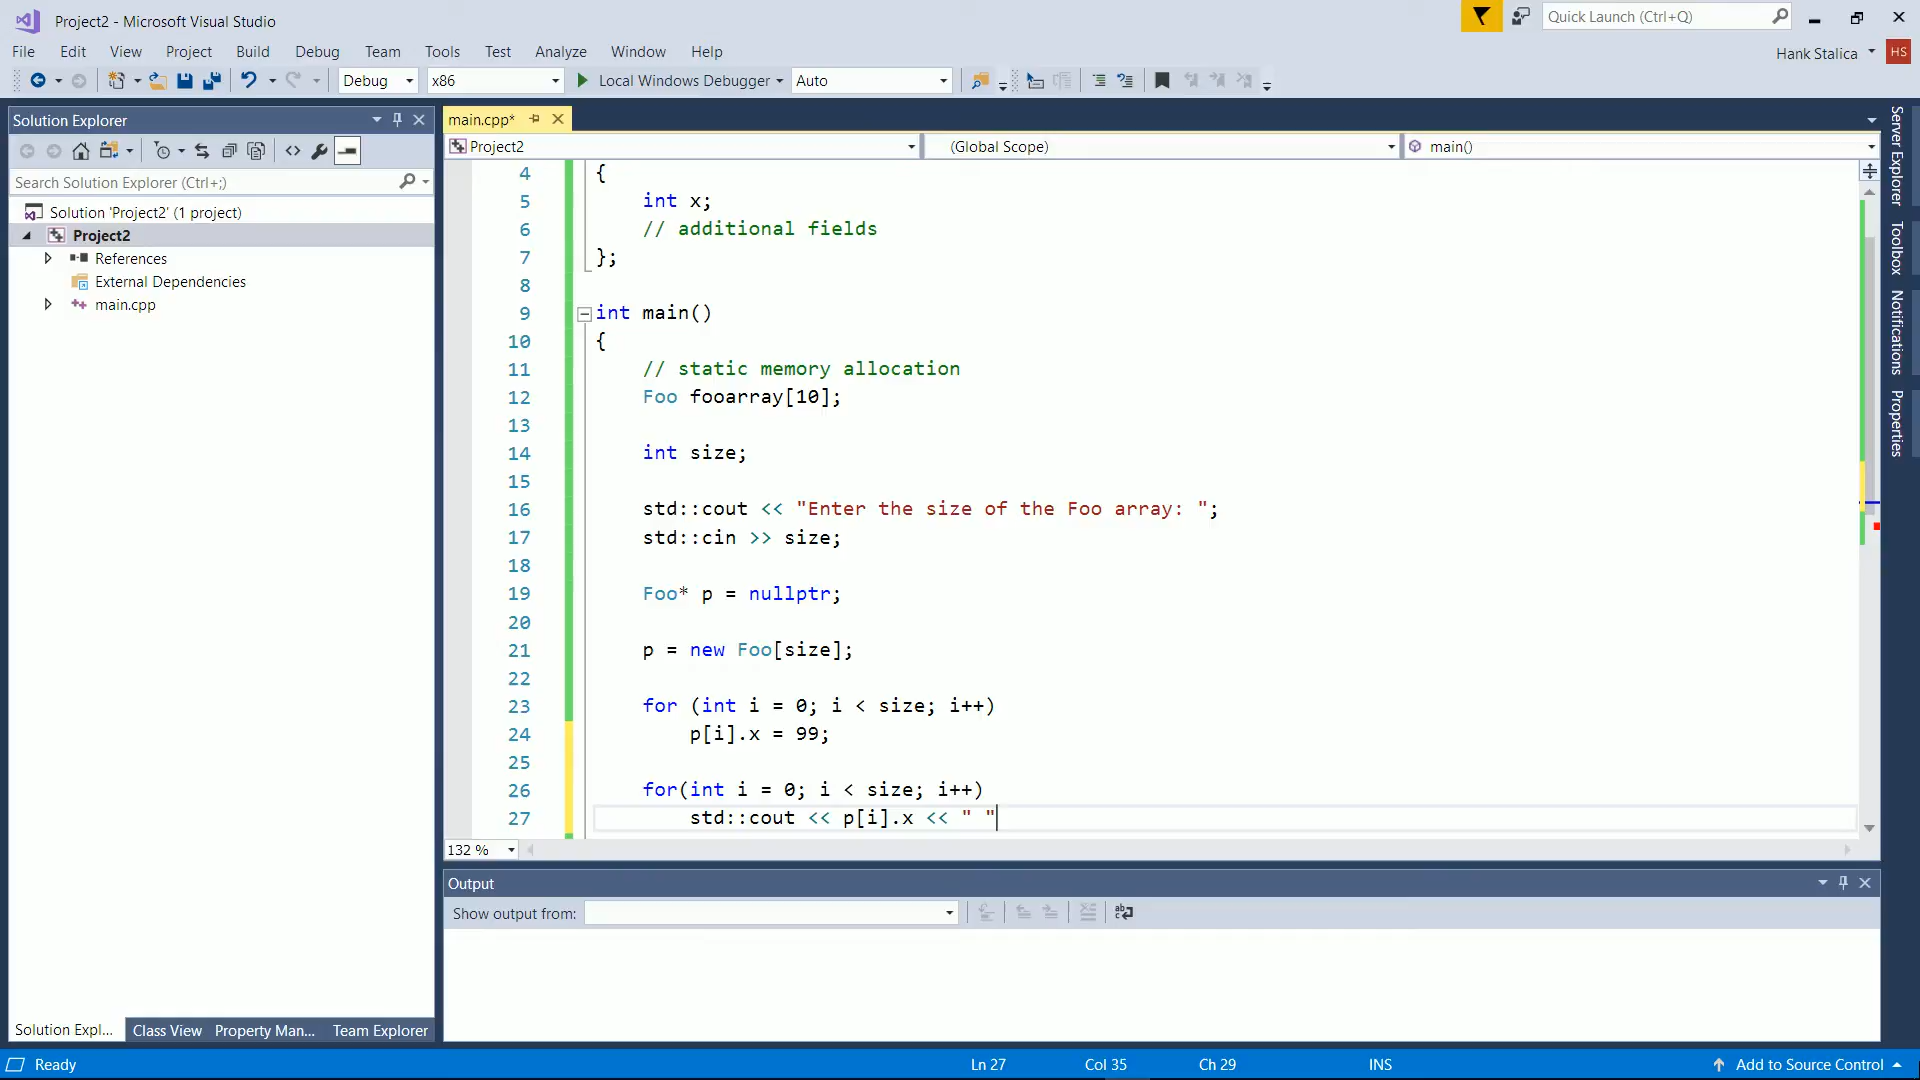 Project2 - Microsoft Visual Studio
Quick Launch (Ctrl+Q)
File Edit View Project Build Debug Team Tools Test Analyze Window Help
Hank Stalica HS
Debug x86 Local Windows Debugger Auto
Solution Explorer
Search Solution Explorer (Ctrl+;)
Solution 'Project2' (1 project)
Project2
References
External Dependencies
main.cpp
Solution Expl... Class View Property Man... Team Explorer
main.cpp*
Project2 (Global Scope) main()
4 {
5 int x;
6 // additional fields
7 };
8
9 int main()
10 {
11 // static memory allocation
12 Foo fooarray[10];
13
14 int size;
15
16 std::cout << "Enter the size of the Foo array: ";
17 std::cin >> size;
18
19 Foo* p = nullptr;
20
21 p = new Foo[size];
22
23 for (int i = 0; i < size; i++)
24 p[i].x = 99;
25
26 for(int i = 0; i < size; i++)
27 std::cout << p[i].x << " "
132 %
Output
Show output from:
Server Explorer
Toolbox
Notifications
Properties
Ready Ln 27 Col 35 Ch 29 INS Add to Source Control